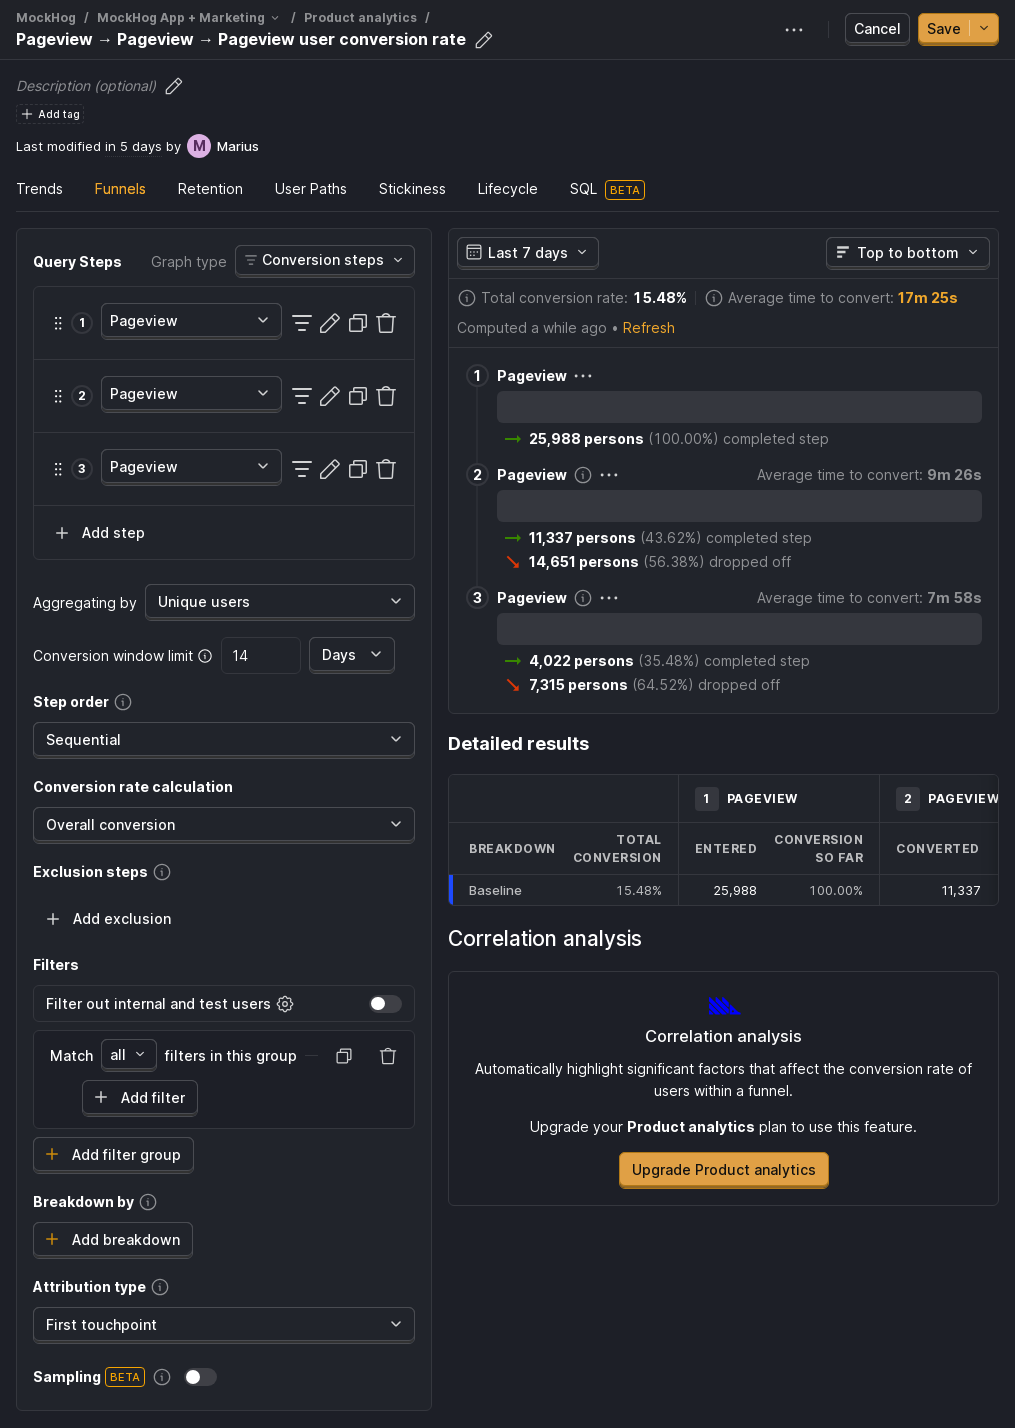 MockHog / MockHog App + Marketing / Product analytics /
Pageview → Pageview → Pageview user conversion rate
Cancel
Save
Description (optional)
Add tag
Last modified in 5 days by M Marius
Trends Funnels Retention User Paths Stickiness Lifecycle SQL BETA
Query Steps Graph type Conversion steps
1 Pageview
2 Pageview
3 Pageview
Add step
Aggregating by Unique users
Conversion window limit 14 Days
Step order
Sequential
Conversion rate calculation
Overall conversion
Exclusion steps
Add exclusion
Filters
Filter out internal and test users
Match all filters in this group
Add filter
Add filter group
Breakdown by
Add breakdown
Attribution type
First touchpoint
Sampling BETA
Last 7 days Top to bottom
Total conversion rate: 15.48% Average time to convert: 17m 25s
Computed a while ago • Refresh
1 Pageview
25,988 persons (100.00%) completed step
2 Pageview Average time to convert: 9m 26s
11,337 persons (43.62%) completed step
14,651 persons (56.38%) dropped off
3 Pageview Average time to convert: 7m 58s
4,022 persons (35.48%) completed step
7,315 persons (64.52%) dropped off
Detailed results
1 PAGEVIEW 2 PAGEVIEW
BREAKDOWN TOTAL CONVERSION ENTERED CONVERSION SO FAR CONVERTED
Baseline 15.48% 25,988 100.00% 11,337
Correlation analysis
Correlation analysis
Automatically highlight significant factors that affect the conversion rate of
users within a funnel.
Upgrade your Product analytics plan to use this feature.
Upgrade Product analytics